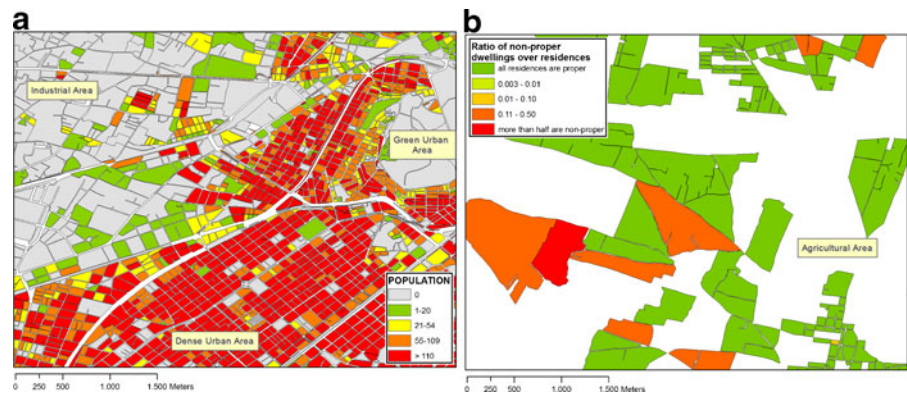 a
Industrial Area
Green Urban
Area
Dense Urban Area
POPULATION
0
1-20
21-54
55-109
> 110
0 250 500 1.000 1.500 Meters
b
Ratio of non-proper
dwellings over residences
all residences are proper
0.003 - 0.01
0.01 - 0.10
0.11 - 0.50
more than half are non-proper
Agricultural Area
0 250 500 1.000 1.500 Meters